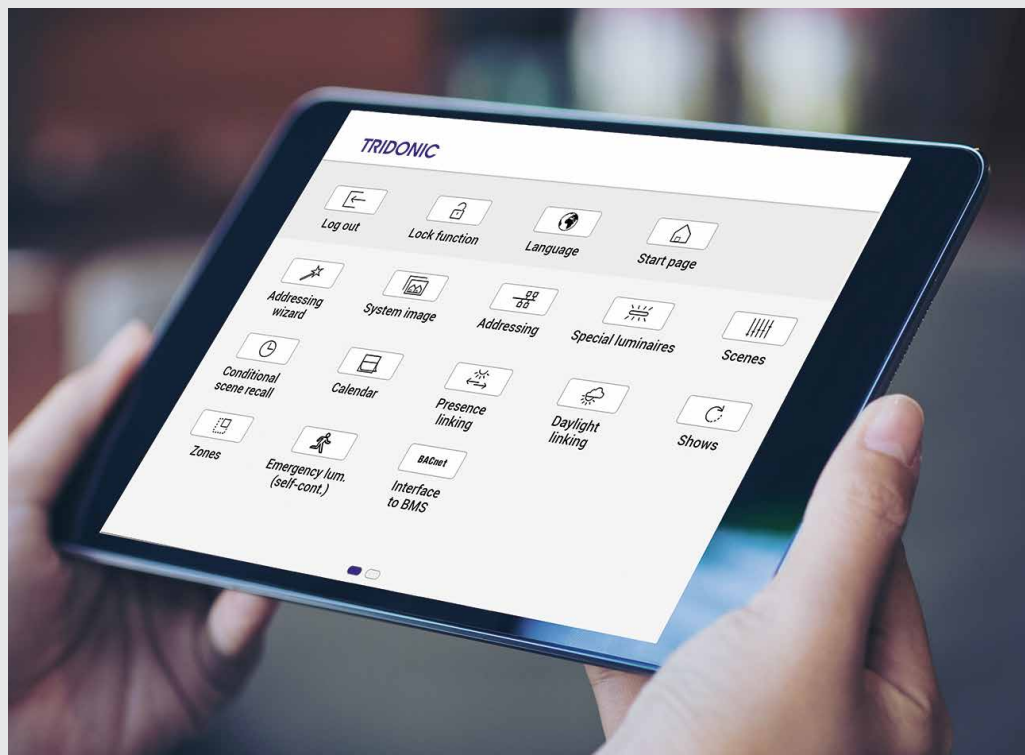 TRIDONIC
Log out
Lock function
Language
Start page
Addressing
wizard
System image
Addressing
Special luminaires
Scenes
Conditional
scene recall
Calendar
Presence
linking
Daylight
linking
Shows
Zones
Emergency lum.
(self-cont.)
BACnet
Interface
to BMS